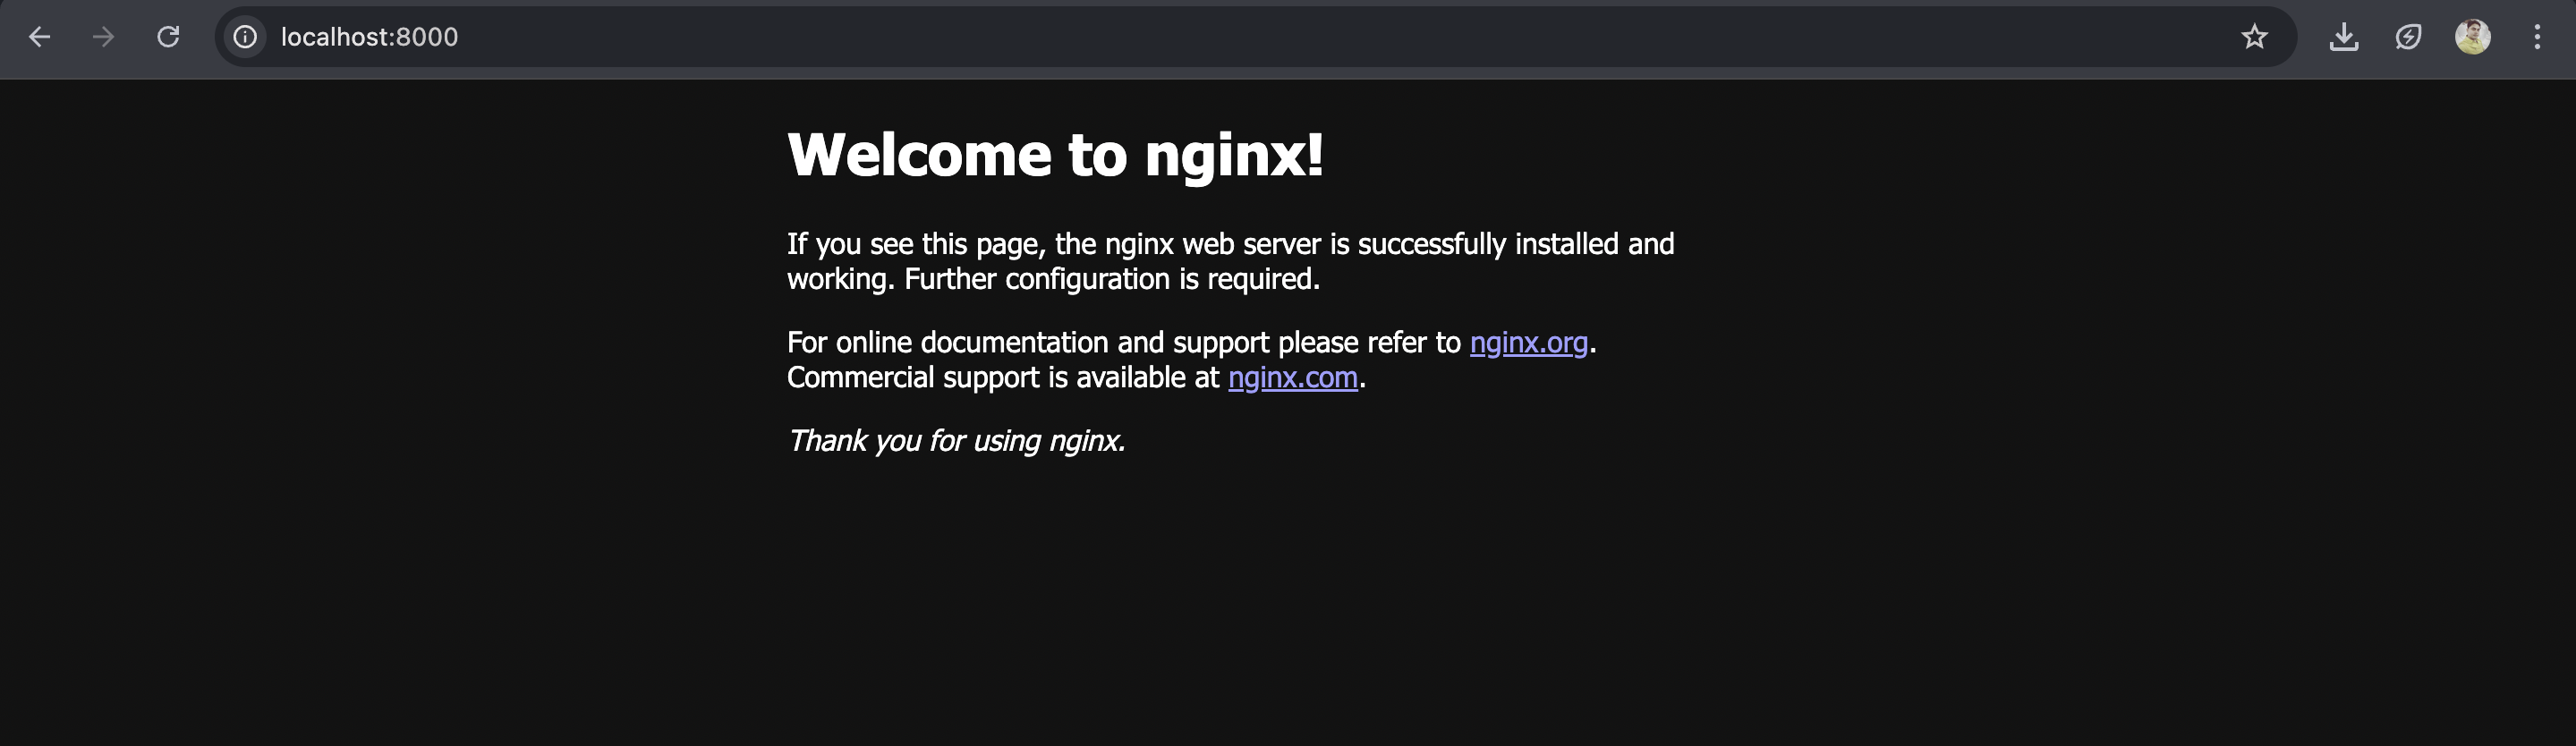 localhost:8000
Welcome to nginx!
If you see this page, the nginx web server is successfully installed and
working. Further configuration is required.
For online documentation and support please refer to nginx.org.
Commercial support is available at nginx.com.
Thank you for using nginx.